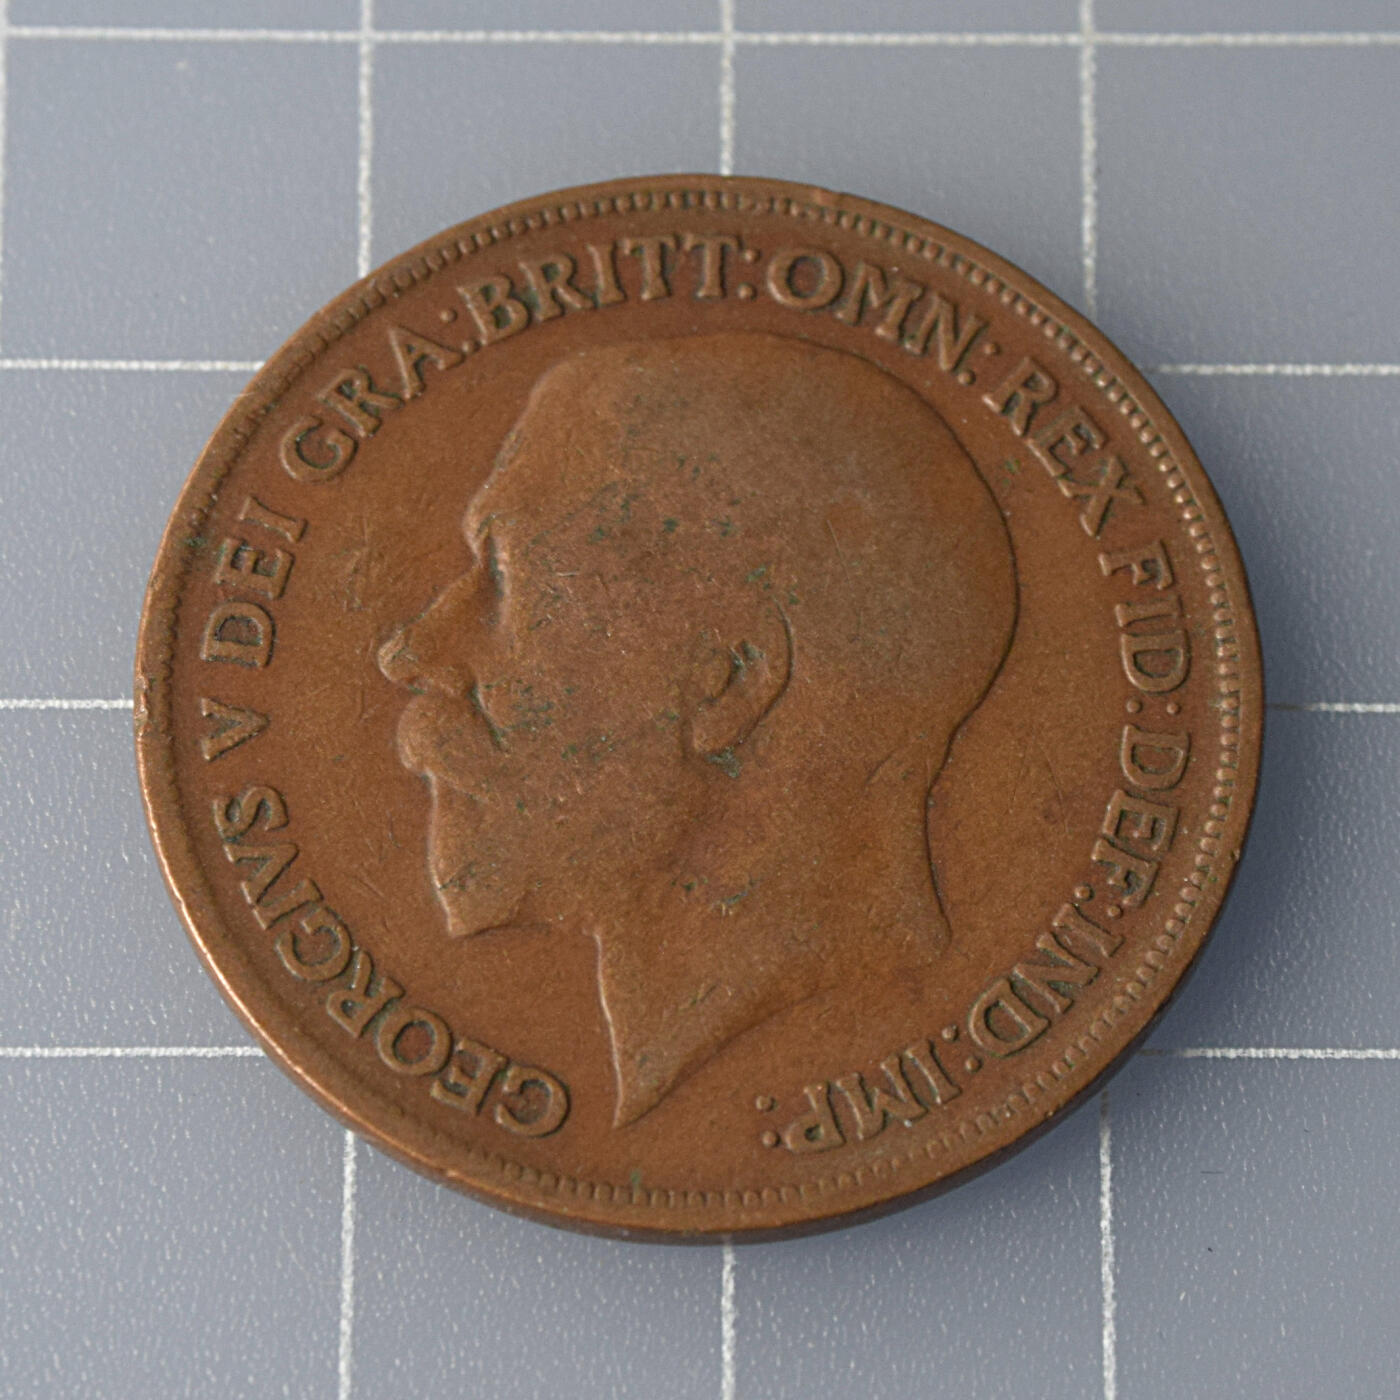 GEORGIVS V DEI GRA:BRITT:OMN:REX FID:DEF:IND:IMP: